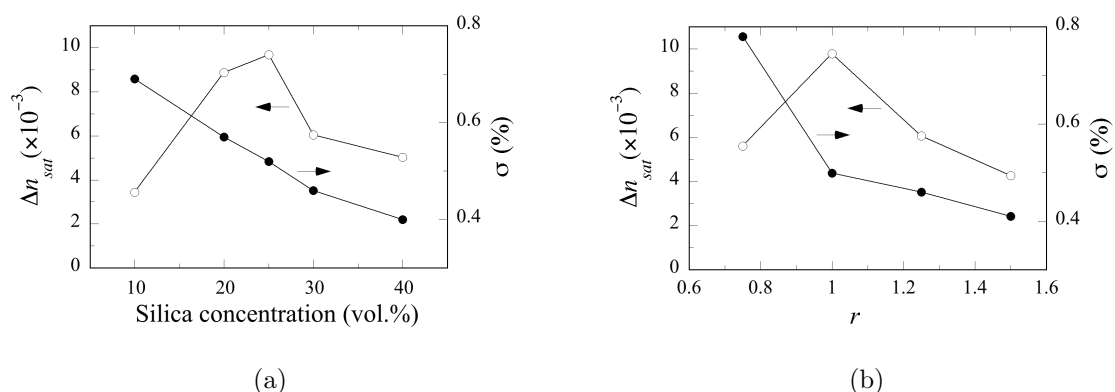 10
8
6
4
2
0
Δn_sat (×10⁻³)
0.8
0.6
0.4
σ (%)
10 20 30 40
Silica concentration (vol.%)
(a)
10
8
6
4
2
0
Δn_sat (×10⁻³)
0.8
0.6
0.4
σ (%)
0.6 0.8 1 1.2 1.4 1.6
r
(b)